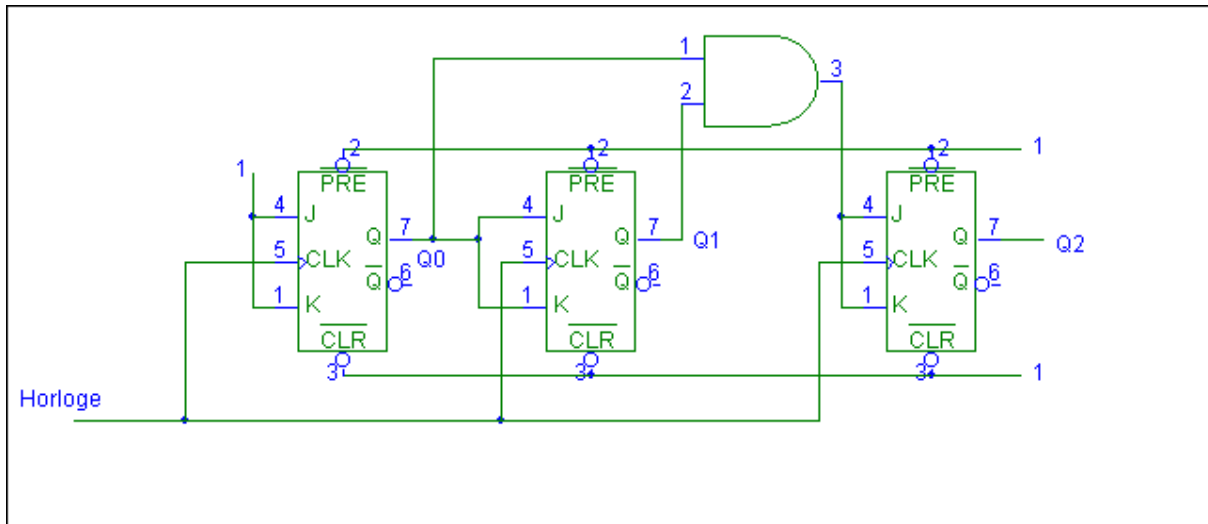 1
2
3
2 2 2 1
1
PRE PRE PRE
4 J 4 J 4 J
Q 7 Q 7 Q 7
Q0 Q1 Q2
5 CLK 5 CLK 5 CLK
Q 6 Q 6 Q 6
1 K 1 K 1 K
CLR CLR CLR
3 3 3 1
Horloge